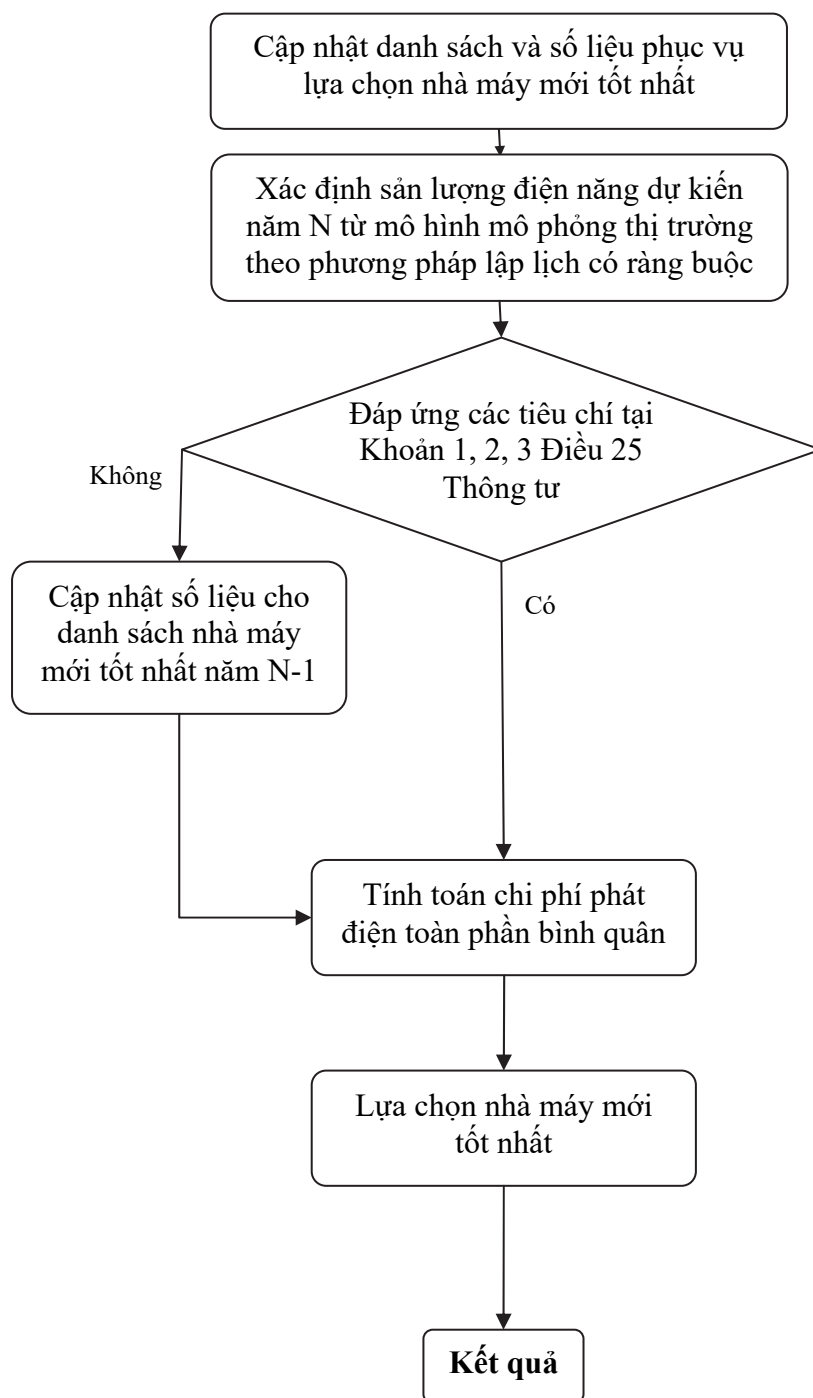 Cập nhật danh sách và số liệu phục vụ
lựa chọn nhà máy mới tốt nhất
Xác định sản lượng điện năng dự kiến
năm N từ mô hình mô phỏng thị trường
theo phương pháp lập lịch có ràng buộc
Đáp ứng các tiêu chí tại
Khoản 1, 2, 3 Điều 25
Thông tư
Không
Cập nhật số liệu cho
danh sách nhà máy
mới tốt nhất năm N-1
Có
Tính toán chi phí phát
điện toàn phần bình quân
Lựa chọn nhà máy mới
tốt nhất
Kết quả